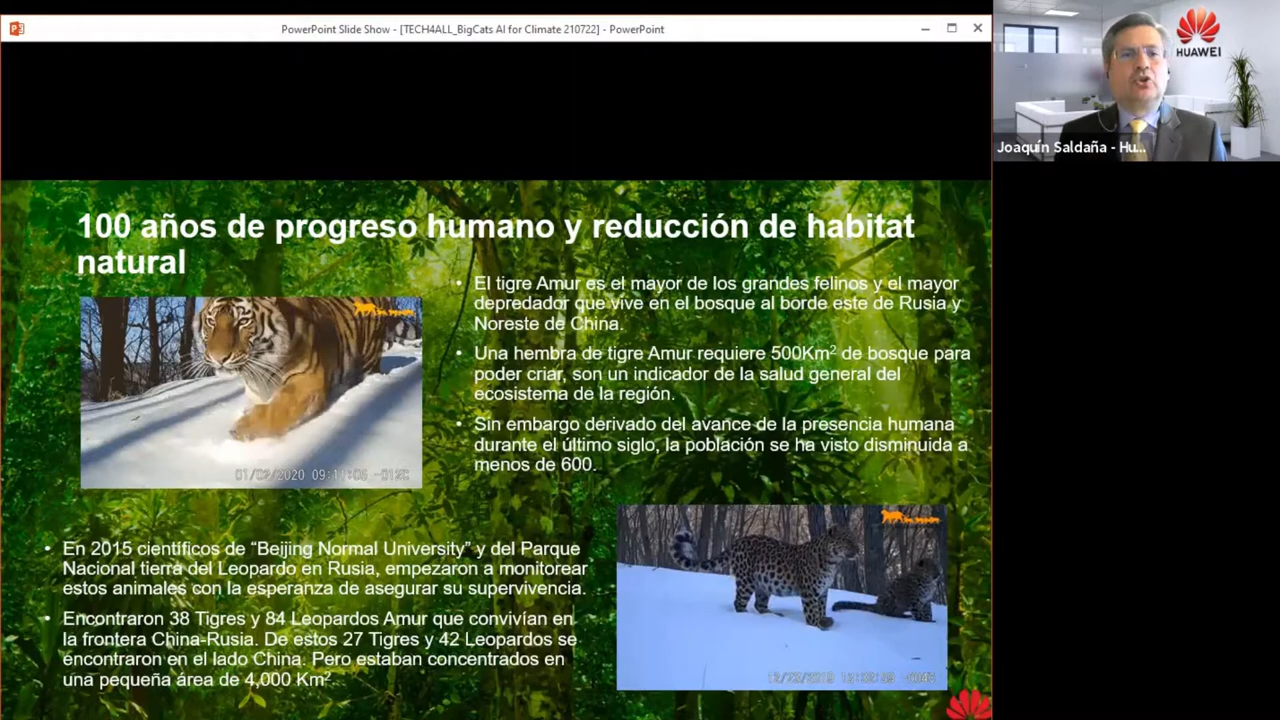 PowerPoint Slide Show - [TECH4ALL_BigCats AI for Climate 210722] - PowerPoint
HUAWEI
Joaquín Saldaña - Hu...
100 años de progreso humano y reducción de habitat
natural
• El tigre Amur es el mayor de los grandes felinos y el mayor
depredador que vive en el bosque al borde este de Rusia y
Noreste de China.
• Una hembra de tigre Amur requiere 500Km² de bosque para
poder criar, son un indicador de la salud general del
ecosistema de la región.
• Sin embargo derivado del avance de la presencia humana
durante el último siglo, la población se ha visto disminuida a
menos de 600.
01/02/2020 09:11:06 -012C
• En 2015 científicos de “Beijing Normal University” y del Parque
Nacional tierra del Leopardo en Rusia, empezaron a monitorear
estos animales con la esperanza de asegurar su supervivencia.
• Encontraron 38 Tigres y 84 Leopardos Amur que convivían en
la frontera China-Rusia. De estos 27 Tigres y 42 Leopardos se
encontraron en el lado China. Pero estaban concentrados en
una pequeña área de 4,000 Km².